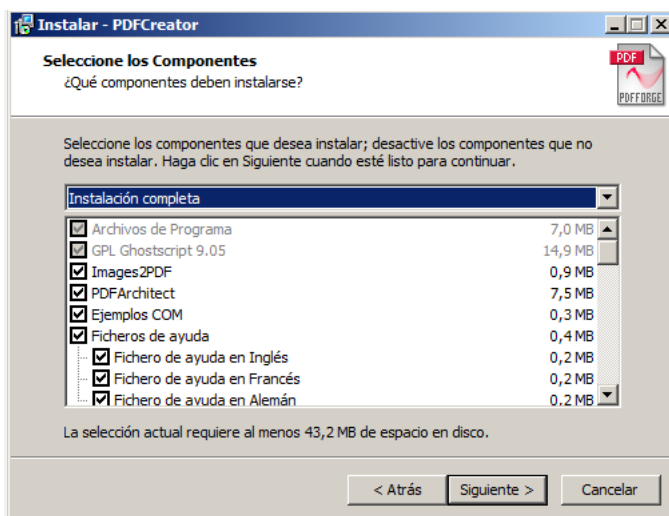 Instalar - PDFCreator
Seleccione los Componentes
¿Qué componentes deben instalarse?
PDF
PDFFORGE
Seleccione los componentes que desea instalar; desactive los componentes que no
desea instalar. Haga clic en Siguiente cuando esté listo para continuar.
Instalación completa
Archivos de Programa 7,0 MB
GPL Ghostscript 9.05 14,9 MB
Images2PDF 0,9 MB
PDFArchitect 7,5 MB
Ejemplos COM 0,3 MB
Ficheros de ayuda 0,4 MB
Fichero de ayuda en Inglés 0,2 MB
Fichero de ayuda en Francés 0,2 MB
Fichero de ayuda en Alemán 0,2 MB
La selección actual requiere al menos 43,2 MB de espacio en disco.
< Atrás Siguiente > Cancelar